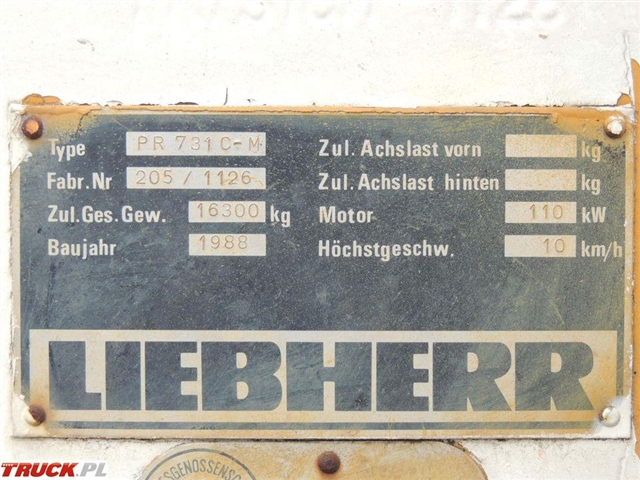 Type PR 731 C-M
Fabr.Nr 205/1126
Zul.Ges.Gew. 16300 kg
Baujahr 1988
Zul. Achslast vorn kg
Zul. Achslast hinten kg
Motor 110 kW
Höchstgeschw. 10 km/h
LIEBHERR
TRUCK.PL